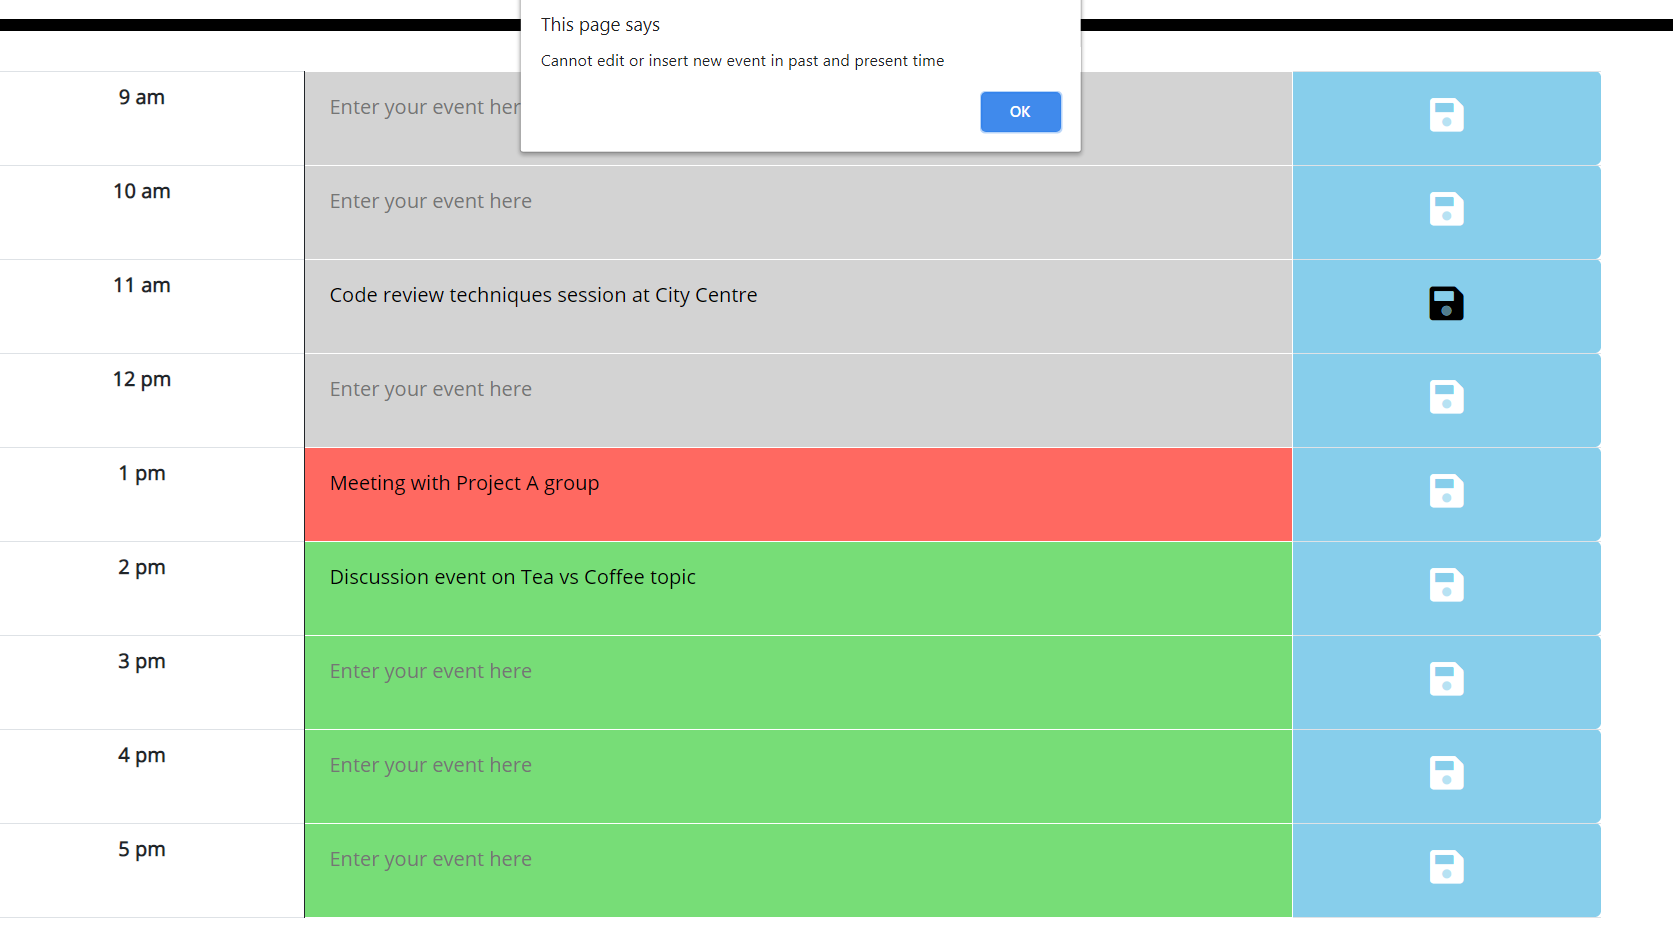 This page says
Cannot edit or insert new event in past and present time
OK
9 am
Enter your event her
10 am
Enter your event here
11 am
Code review techniques session at City Centre
12 pm
Enter your event here
1 pm
Meeting with Project A group
2 pm
Discussion event on Tea vs Coffee topic
3 pm
Enter your event here
4 pm
Enter your event here
5 pm
Enter your event here